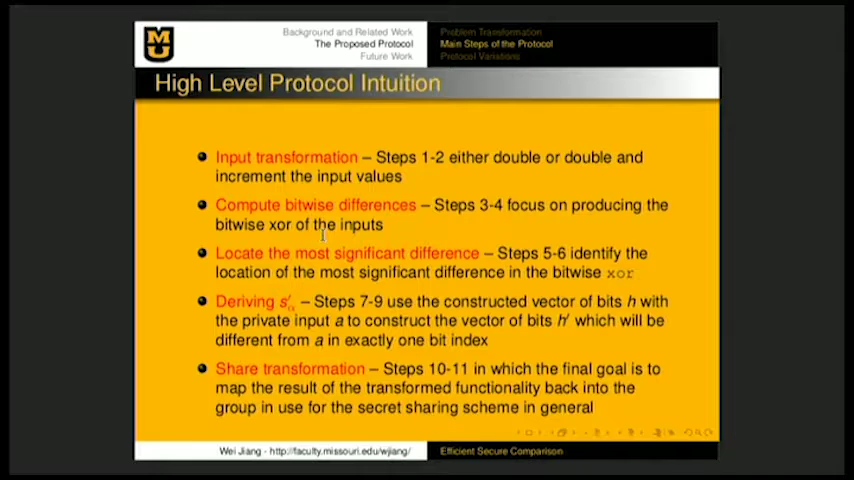 MU
Background and Related Work
The Proposed Protocol
Future Work
Problem Transformation
Main Steps of the Protocol
Protocol Variations
High Level Protocol Intuition
Input transformation – Steps 1-2 either double or double and
increment the input values
Compute bitwise differences – Steps 3-4 focus on producing the
bitwise xor of the inputs
Locate the most significant difference – Steps 5-6 identify the
location of the most significant difference in the bitwise xor
Deriving s′α – Steps 7-9 use the constructed vector of bits h with
the private input a to construct the vector of bits h′ which will be
different from a in exactly one bit index
Share transformation – Steps 10-11 in which the final goal is to
map the result of the transformed functionality back into the
group in use for the secret sharing scheme in general
Wei Jiang - http://faculty.missouri.edu/wjiang/
Efficient Secure Comparison